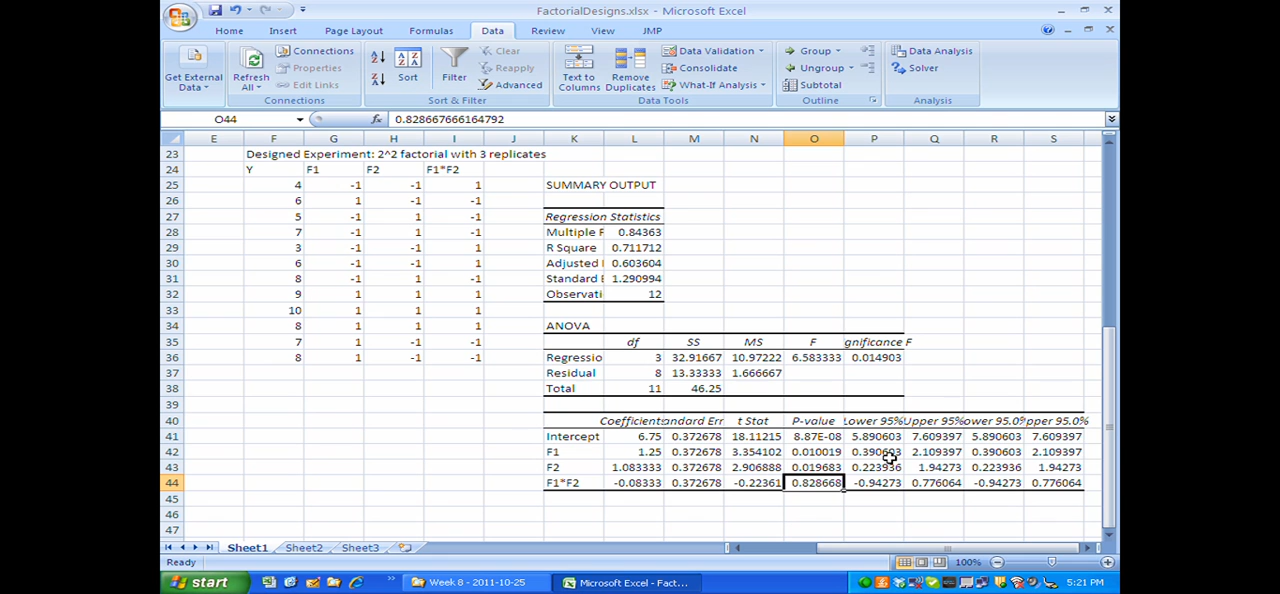 FactorialDesigns.xlsx - Microsoft Excel
Home Insert Page Layout Formulas Data Review View JMP
Get External Data
Refresh All
Connections
Properties
Edit Links
Connections
Sort
Filter
Clear
Reapply
Advanced
Sort & Filter
Text to Columns
Remove Duplicates
Data Validation
Consolidate
What-If Analysis
Data Tools
Group
Ungroup
Subtotal
Outline
Data Analysis
Solver
Analysis
O44 fx 0.828667666164792
E F G H I J K L M N O P Q R S
23 Designed Experiment: 2^2 factorial with 3 replicates
24 Y F1 F2 F1*F2
25 4 -1 -1 1 SUMMARY OUTPUT
26 6 1 -1 -1
27 5 -1 1 -1 Regression Statistics
28 7 -1 1 -1 Multiple F 0.84363
29 3 -1 -1 1 R Square 0.711712
30 6 -1 -1 1 Adjusted 0.603604
31 8 -1 1 -1 Standard E 1.290994
32 9 1 1 1 Observati 12
33 10 1 1 1
34 8 1 1 1 ANOVA
35 7 1 -1 -1 df SS MS F gnificance F
36 8 1 -1 -1 Regressio 3 32.91667 10.97222 6.583333 0.014903
37 Residual 8 13.33333 1.666667
38 Total 11 46.25
39
40 Coefficients andard Err t Stat P-value Lower 95% Upper 95% ower 95.0% pper 95.0%
41 Intercept 6.75 0.372678 18.11215 8.87E-08 5.890603 7.609397 5.890603 7.609397
42 F1 1.25 0.372678 3.354102 0.010019 0.390603 2.109397 0.390603 2.109397
43 F2 1.083333 0.372678 2.906888 0.019683 0.223936 1.94273 0.223936 1.94273
44 F1*F2 -0.08333 0.372678 -0.22361 0.828668 -0.94273 0.776064 -0.94273 0.776064
45
46
47
Sheet1 Sheet2 Sheet3
Ready 100%
start Week 8 - 2011-10-25 Microsoft Excel - Fact... 5:21 PM